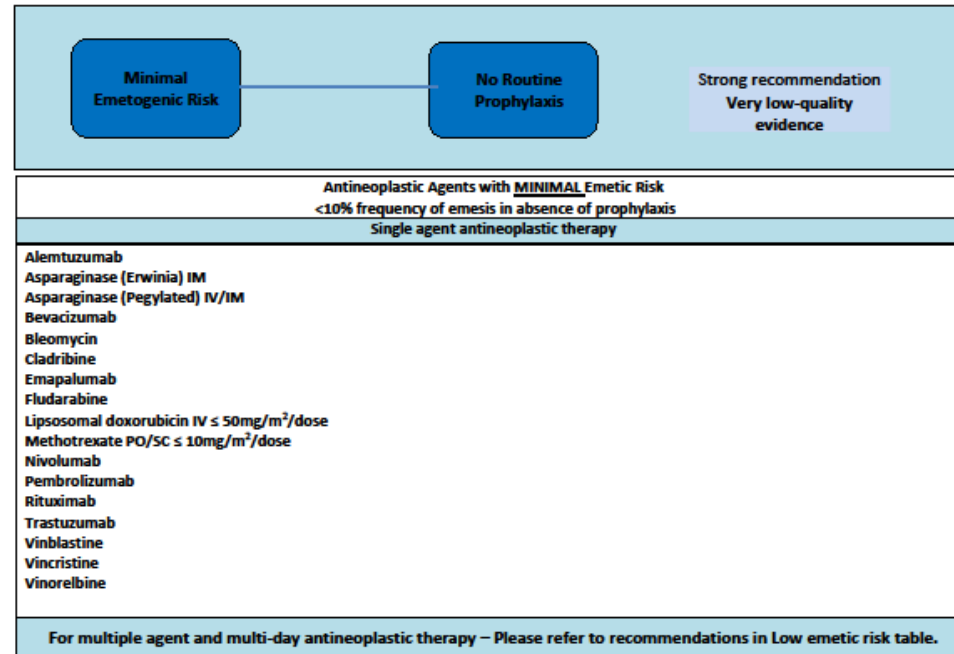 Minimal
Emetogenic Risk
No Routine
Prophylaxis
Strong recommendation
Very low-quality
evidence
Antineoplastic Agents with MINIMAL Emetic Risk
<10% frequency of emesis in absence of prophylaxis
Single agent antineoplastic therapy
Alemtuzumab
Asparaginase (Erwinia) IM
Asparaginase (Pegylated) IV/IM
Bevacizumab
Bleomycin
Cladribine
Emapalumab
Fludarabine
Lipsosomal doxorubicin IV ≤ 50mg/m²/dose
Methotrexate PO/SC ≤ 10mg/m²/dose
Nivolumab
Pembrolizumab
Rituximab
Trastuzumab
Vinblastine
Vincristine
Vinorelbine
For multiple agent and multi-day antineoplastic therapy – Please refer to recommendations in Low emetic risk table.